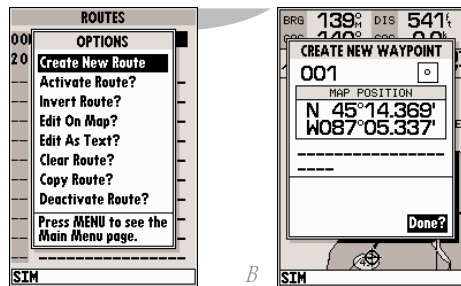 ROUTES
OPTIONS
Create New Route
Activate Route?
Invert Route?
Edit On Map?
Edit As Text?
Clear Route?
Copy Route?
Deactivate Route?
Press MENU to see the
Main Menu page.
SIM
B
BRG 139° DIS 541
CREATE NEW WAYPOINT
001
MAP POSITION
N 45°14.369'
W087°05.337'
Done?
SIM